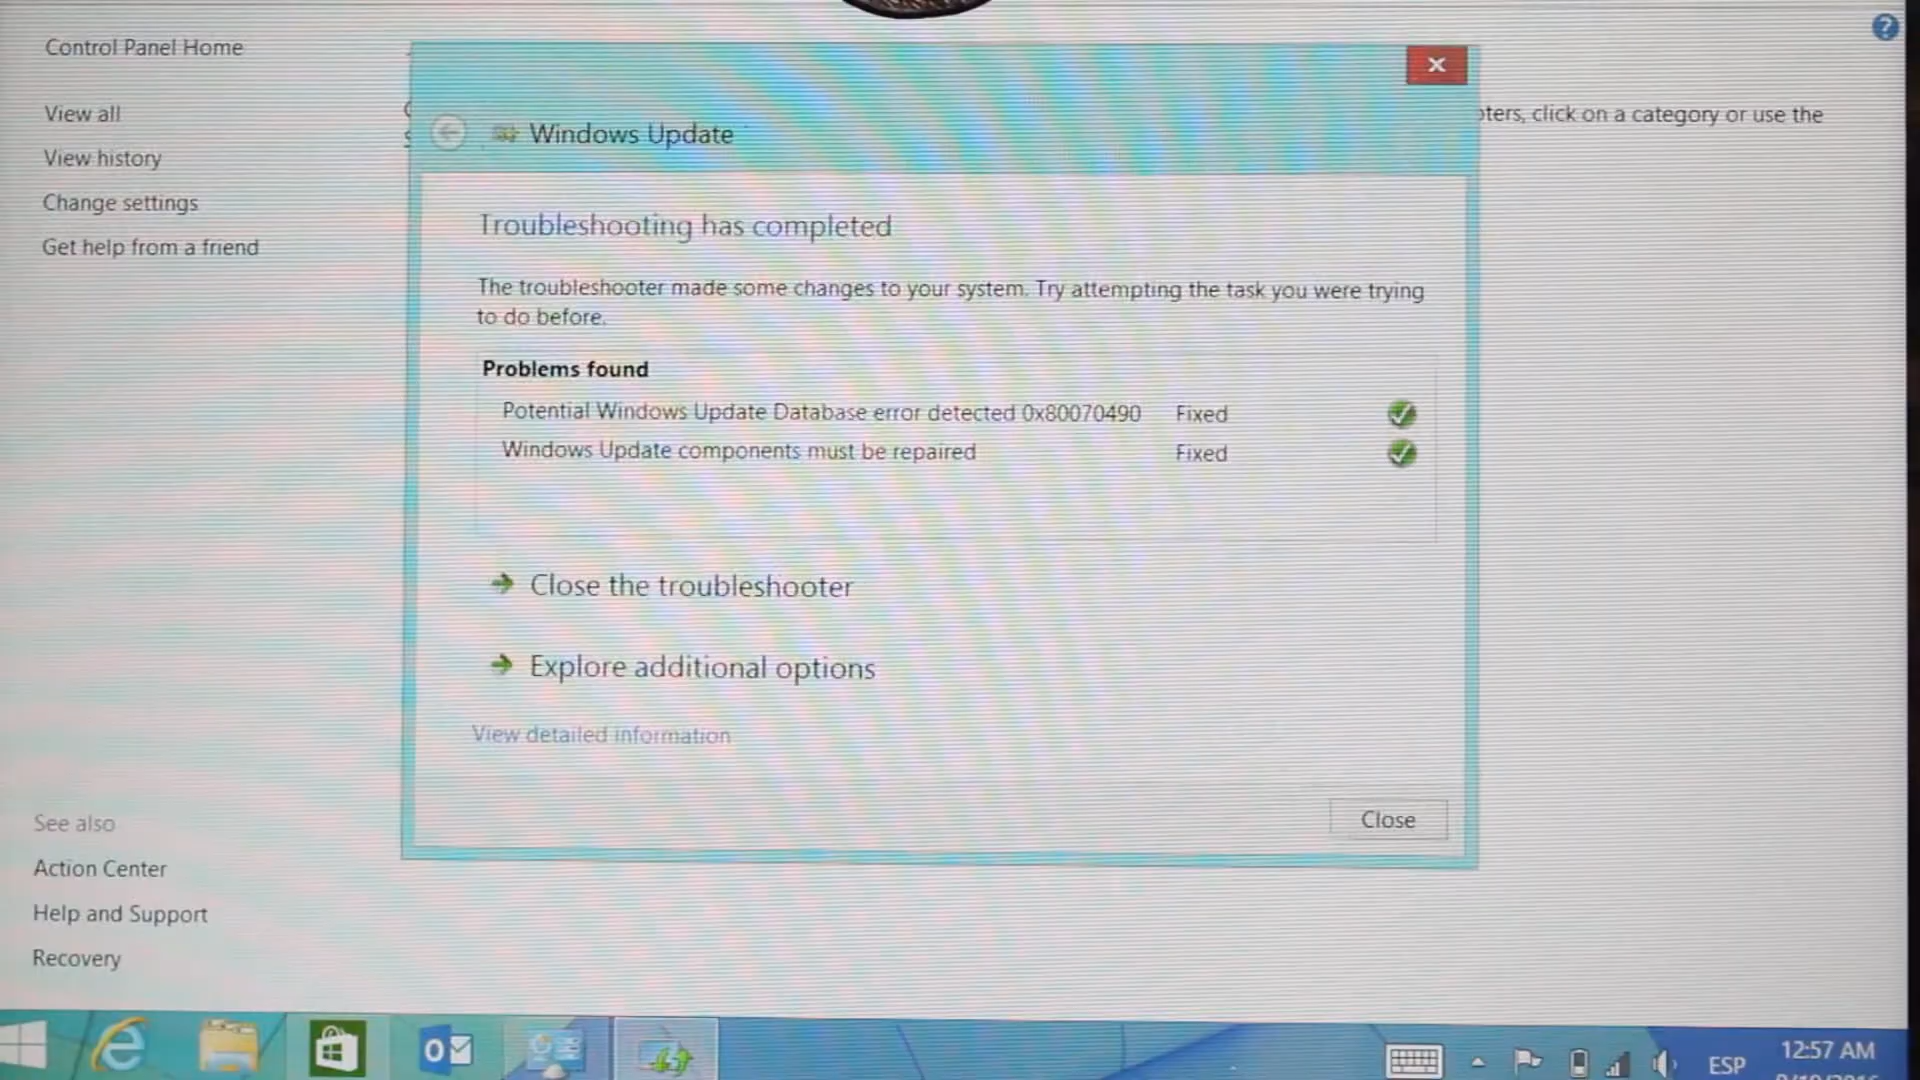 Control Panel Home
View all
View history
Change settings
Get help from a friend
click on a category or use the
Windows Update
Troubleshooting has completed
The troubleshooter made some changes to your system. Try attempting the task you were trying
to do before.
Problems found
Potential Windows Update Database error detected 0x80070490 Fixed
Windows Update components must be repaired Fixed
Close the troubleshooter
Explore additional options
View detailed information
Close
See also
Action Center
Help and Support
Recovery
ESP
12:57 AM